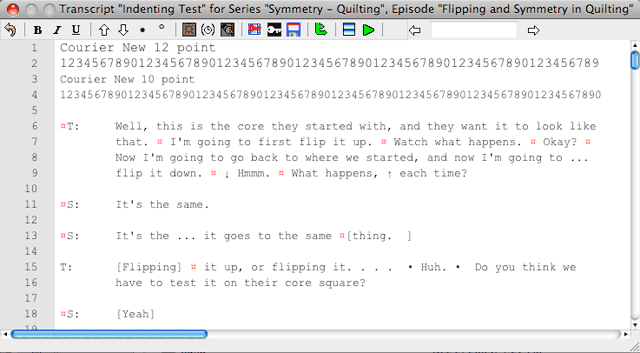 Transcript "Indenting Test" for Series "Symmetry - Quilting", Episode "Flipping and Symmetry in Quilting"
B I U
1 Courier New 12 point
2 1234567890123456789012345678901234567890123456789012345678901234567890123456789
3 Courier New 10 point
4 12345678901234567890123456789012345678901234567890123456789012345678901234567890
5
6 ¤T: Well, this is the core they started with, and they want it to look like
7 that. ¤ I'm going to first flip it up. ¤ Watch what happens. ¤ Okay? ¤
8 Now I'm going to go back to where we started, and now I'm going to ...
9 flip it down. ¤ ↓ Hmmm. ¤ What happens, ↑ each time?
10
11 ¤S: It's the same.
12
13 ¤S: It's the ... it goes to the same ¤[thing. ]
14
15 T: [Flipping] ¤ it up, or flipping it. . . . • Huh. • Do you think we
16 have to test it on their core square?
17
18 ¤S: [Yeah]
19